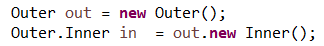 Outer out = new Outer();
Outer.Inner in  = out.new Inner();